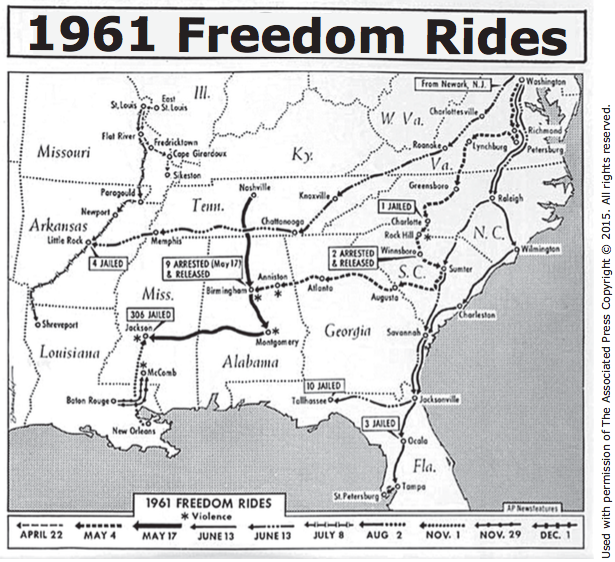 1961 Freedom Rides
From Newark, N.J.
Washington
Ill.
St. Louis
East
St. Louis
W. Va.
Charlottesville
Flat River
Fredricktown
Cape Girardoux
Richmond
Petersburg
Lynchburg
Roanoke
Va.
Missouri
Ky.
Sikeston
Greensboro
Nashville
Knoxville
Paragould
Newport
Tenn.
Raleigh
1 JAILED
Charlotte
Arkansas
Chattanooga
Rock Hill
N.C.
Little Rock
Memphis
Wilmington
4 JAILED
9 ARRESTED (May 17)
& RELEASED
2 ARRESTED
& RELEASED
Winnsboro
S.C.
Sumter
Birmingham
Anniston
Atlanta
Augusta
Miss.
306 JAILED
Jackson
Charleston
Shreveport
Georgia
Savannah
Montgomery
Louisiana
Alabama
McComb
10 JAILED
Baton Rouge
Tallhassee
Jacksonville
New Orleans
3 JAILED
Ocala
Fla.
Tampa
St. Petersburg
1961 FREEDOM RIDES
* Violence
AP Newsfeatures
APRIL 22
MAY 4
MAY 17
JUNE 13
JUNE 13
JULY 8
AUG 2
NOV. 1
NOV. 29
DEC. 1
Used with permission of The Associated Press Copyright © 2015. All rights reserved.